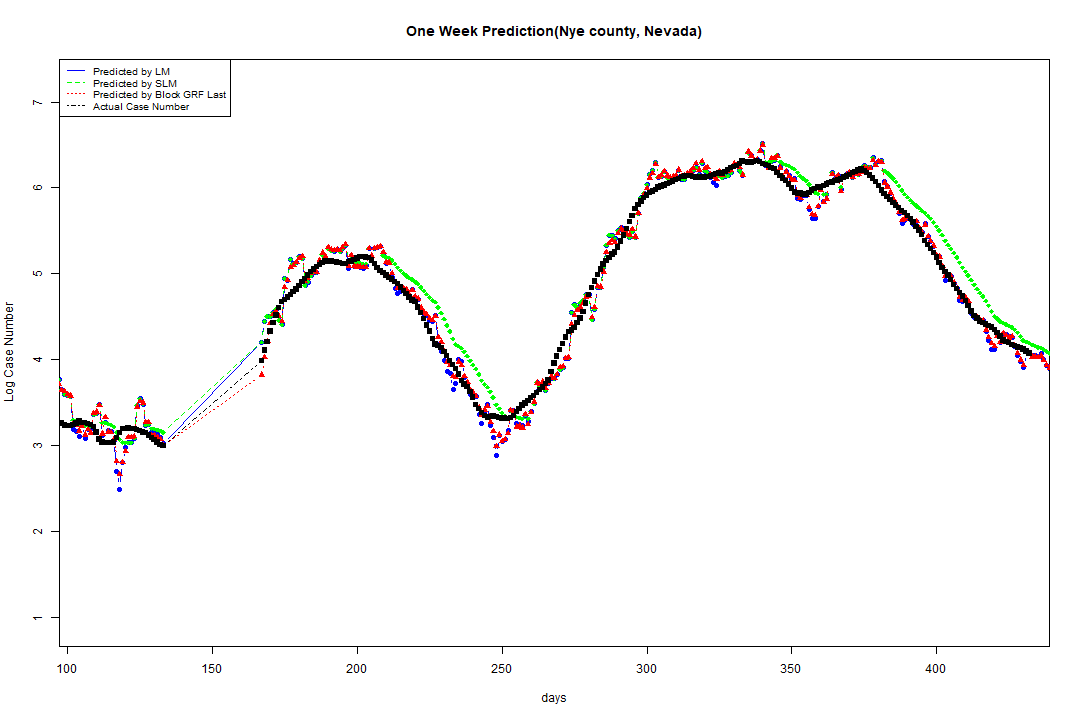 One Week Prediction(Nye county, Nevada)
Predicted by LM
Predicted by SLM
Predicted by Block GRF Last
Actual Case Number
7
6
5
4
3
2
1
Log Case Number
100 150 200 250 300 350 400
days